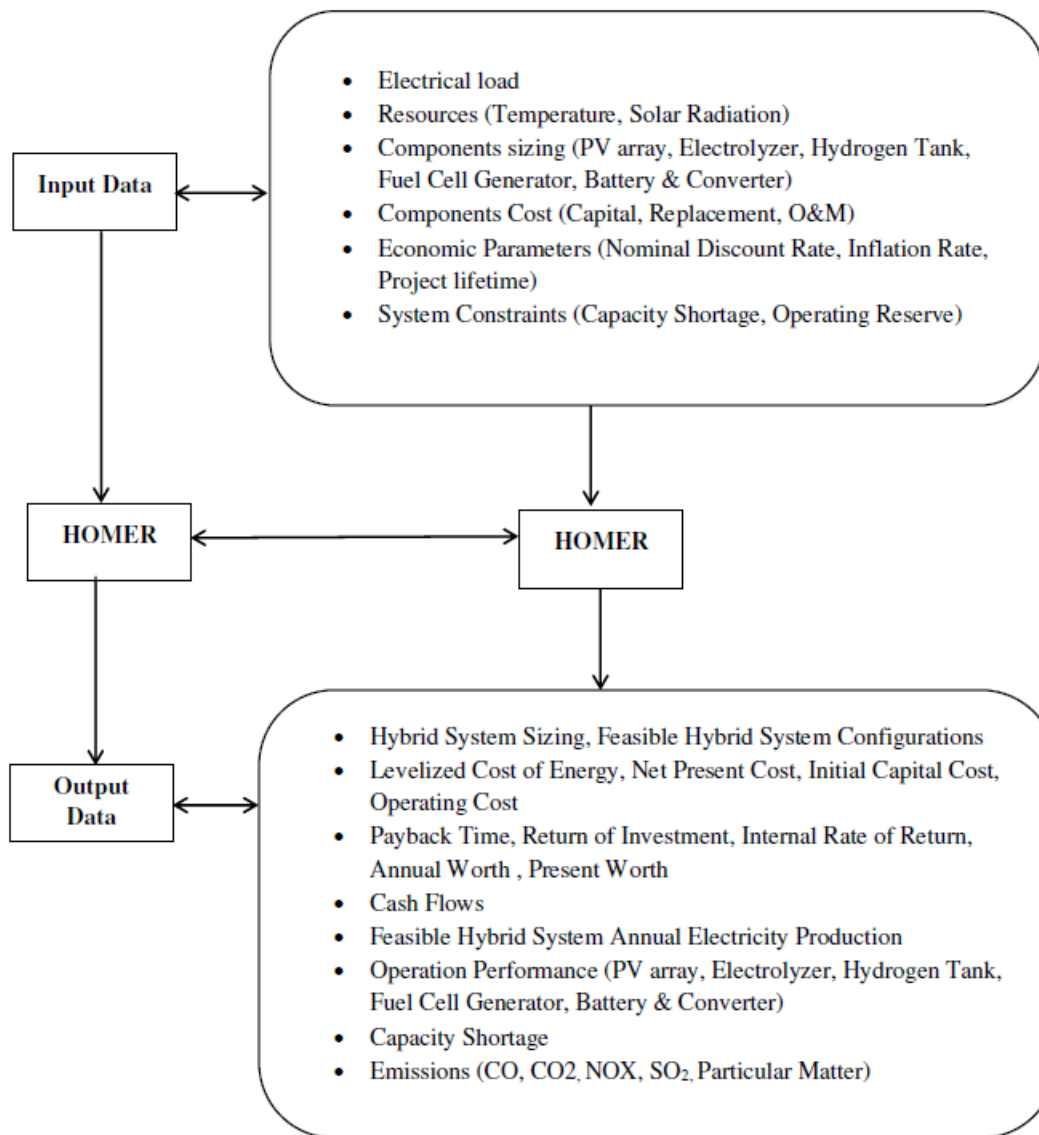 • Electrical load
• Resources (Temperature, Solar Radiation)
• Components sizing (PV array, Electrolyzer, Hydrogen Tank,
Fuel Cell Generator, Battery & Converter)
• Components Cost (Capital, Replacement, O&M)
• Economic Parameters (Nominal Discount Rate, Inflation Rate,
Project lifetime)
• System Constraints (Capacity Shortage, Operating Reserve)
Input Data
HOMER
HOMER
Output
Data
• Hybrid System Sizing, Feasible Hybrid System Configurations
• Levelized Cost of Energy, Net Present Cost, Initial Capital Cost,
Operating Cost
• Payback Time, Return of Investment, Internal Rate of Return,
Annual Worth , Present Worth
• Cash Flows
• Feasible Hybrid System Annual Electricity Production
• Operation Performance (PV array, Electrolyzer, Hydrogen Tank,
Fuel Cell Generator, Battery & Converter)
• Capacity Shortage
• Emissions (CO, CO2, NOX, SO₂, Particular Matter)